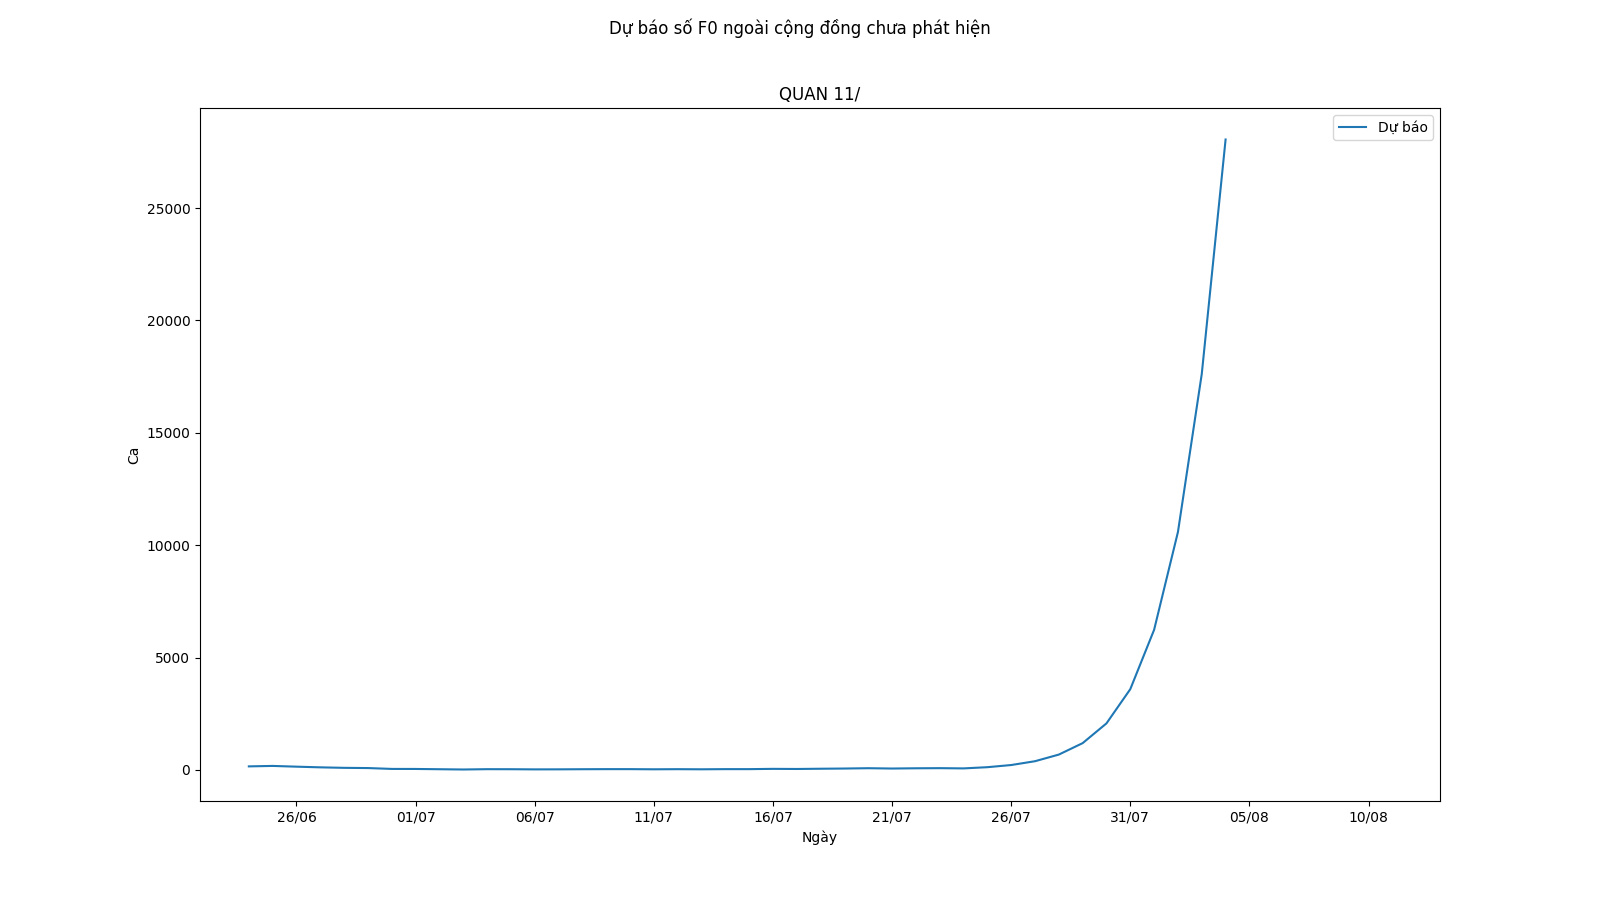 Dự báo số F0 ngoài cộng đồng chưa phát hiện
QUAN 11/
Dự báo
25000
20000
15000
10000
5000
0
Ca
26/06 01/07 06/07 11/07 16/07 21/07 26/07 31/07 05/08 10/08
Ngày